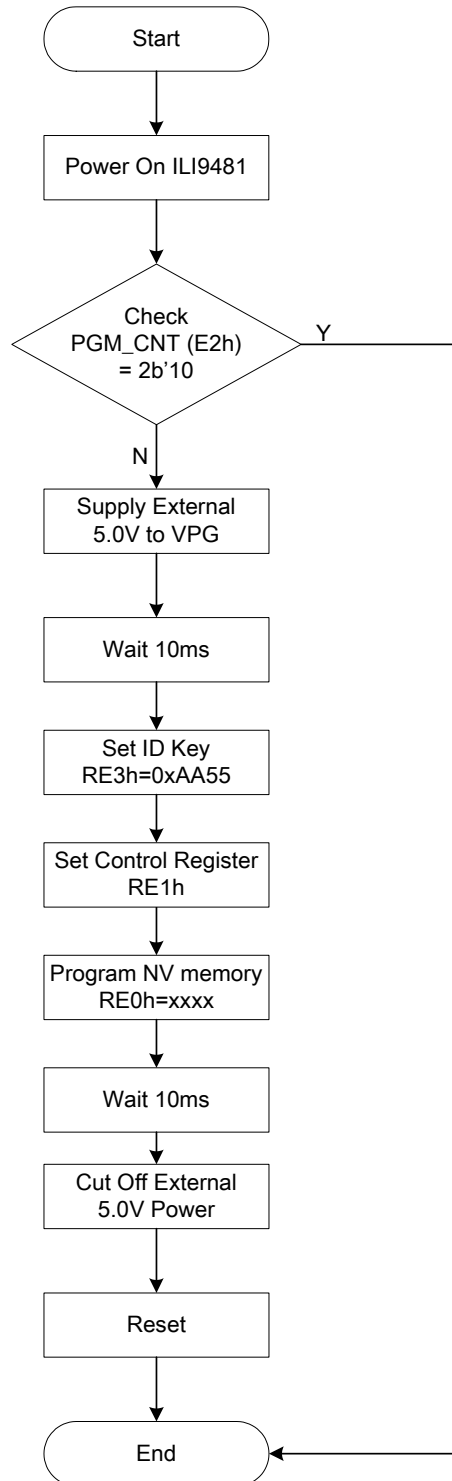 Start
Power On ILI9481
Check
PGM_CNT (E2h)
= 2b'10
Y
N
Supply External
5.0V to VPG
Wait 10ms
Set ID Key
RE3h=0xAA55
Set Control Register
RE1h
Program NV memory
RE0h=xxxx
Wait 10ms
Cut Off External
5.0V Power
Reset
End